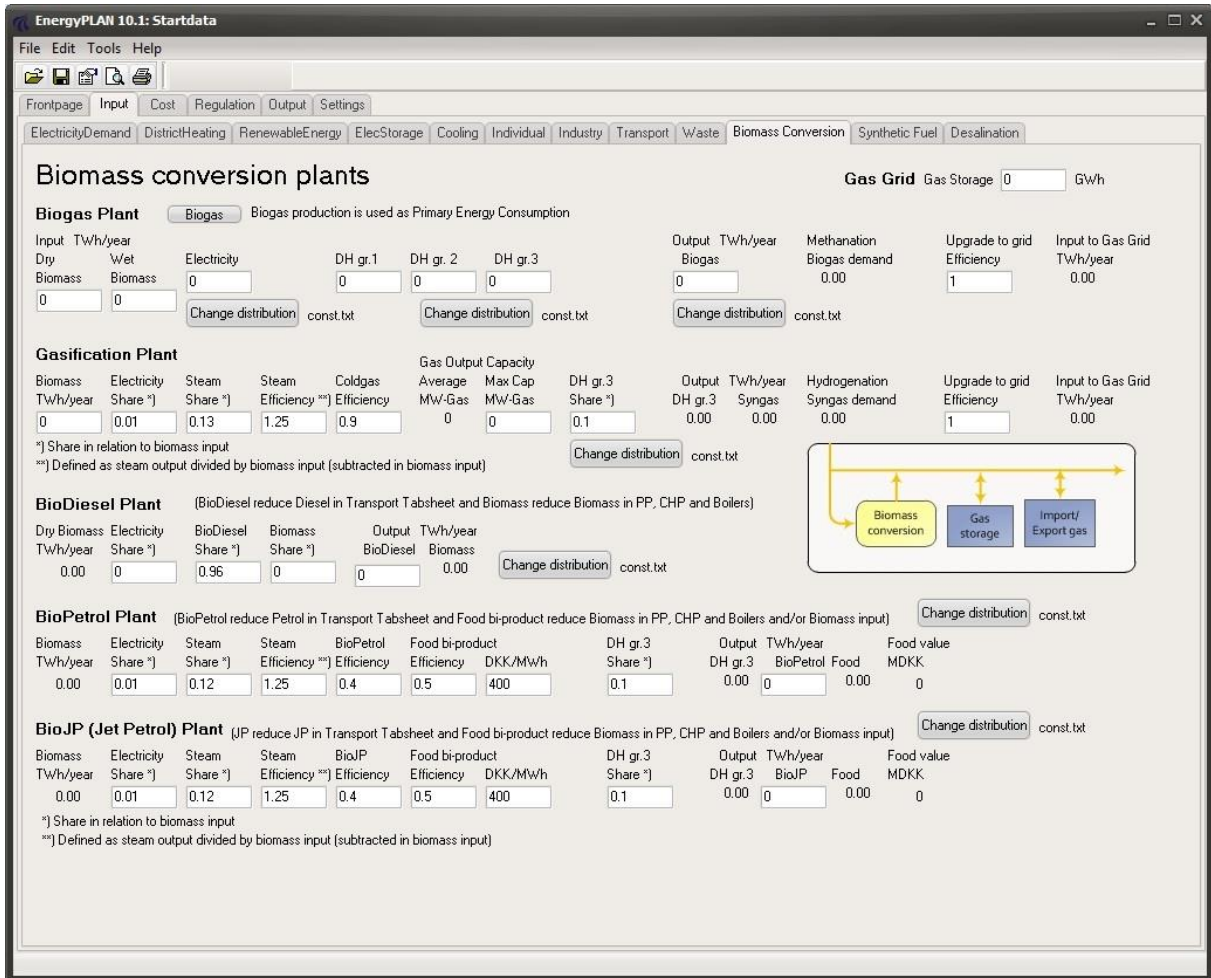 EnergyPLAN 10.1: Startdata
File Edit Tools Help
Frontpage Input Cost Regulation Output Settings
ElectricityDemand DistrictHeating RenewableEnergy ElecStorage Cooling Individual Industry Transport Waste Biomass Conversion Synthetic Fuel Desalination
Biomass conversion plants
Gas Grid Gas Storage 0 GWh
Biogas Plant Biogas Biogas production is used as Primary Energy Consumption
Input TWh/year Output TWh/year Methanation Upgrade to grid Input to Gas Grid
Dry Wet Electricity DH gr.1 DH gr. 2 DH gr.3 Biogas Biogas demand Efficiency TWh/year
Biomass Biomass 0 0 0 0 0 0.00 1 0.00
0 0
Change distribution const.txt Change distribution const.txt Change distribution const.txt
Gasification Plant
Gas Output Capacity
Biomass Electricity Steam Steam Coldgas Average Max Cap DH gr.3 Output TWh/year Hydrogenation Upgrade to grid Input to Gas Grid
TWh/year Share *) Share *) Efficiency **) Efficiency MW-Gas MW-Gas Share *) DH gr.3 Syngas Syngas demand Efficiency TWh/year
0 0.01 0.13 1.25 0.9 0 0 0.1 0.00 0.00 0.00 1 0.00
*) Share in relation to biomass input
Change distribution const.txt
**) Defined as steam output divided by biomass input (subtracted in biomass input)
BioDiesel Plant (BioDiesel reduce Diesel in Transport Tabsheet and Biomass reduce Biomass in PP, CHP and Boilers)
Dry Biomass Electricity BioDiesel Biomass Output TWh/year
TWh/year Share *) Share *) Share *) BioDiesel Biomass
0.00 0 0.96 0 0 0.00 Change distribution const.txt
Biomass conversion
Gas storage
Import/ Export gas
BioPetrol Plant (BioPetrol reduce Petrol in Transport Tabsheet and Food bi-product reduce Biomass in PP, CHP and Boilers and/or Biomass input) Change distribution const.txt
Biomass Electricity Steam Steam BioPetrol Food bi-product DH gr.3 Output TWh/year Food value
TWh/year Share *) Share *) Efficiency **) Efficiency Efficiency DKK/MWh Share *) DH gr.3 BioPetrol Food MDKK
0.00 0.01 0.12 1.25 0.4 0.5 400 0.1 0.00 0 0.00 0
BioJP (Jet Petrol) Plant (JP reduce JP in Transport Tabsheet and Food bi-product reduce Biomass in PP, CHP and Boilers and/or Biomass input) Change distribution const.txt
Biomass Electricity Steam Steam BioJP Food bi-product DH gr.3 Output TWh/year Food value
TWh/year Share *) Share *) Efficiency **) Efficiency Efficiency DKK/MWh Share *) DH gr.3 BioJP Food MDKK
0.00 0.01 0.12 1.25 0.4 0.5 400 0.1 0.00 0 0.00 0
*) Share in relation to biomass input
**) Defined as steam output divided by biomass input (subtracted in biomass input)